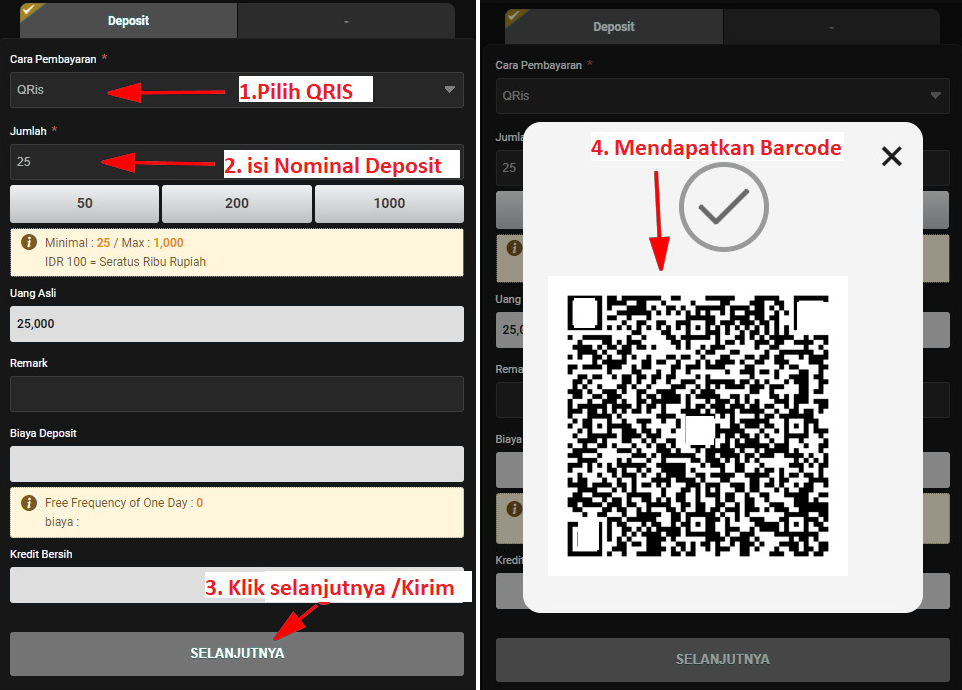 Deposit
-
Cara Pembayaran *
QRis
1.Pilih QRIS
Jumlah *
25
2. isi Nominal Deposit
50
200
1000
Minimal : 25 / Max : 1,000
IDR 100 = Seratus Ribu Rupiah
Uang Asli
25,000
Remark
Biaya Deposit
Free Frequency of One Day : 0
biaya :
Kredit Bersih
3. Klik selanjutnya /Kirim
SELANJUTNYA
Deposit
-
Cara Pembayaran *
QRis
4. Mendapatkan Barcode
Jumla
25
Uang
25,0
Rema
Biaya
Kredit
SELANJUTNYA